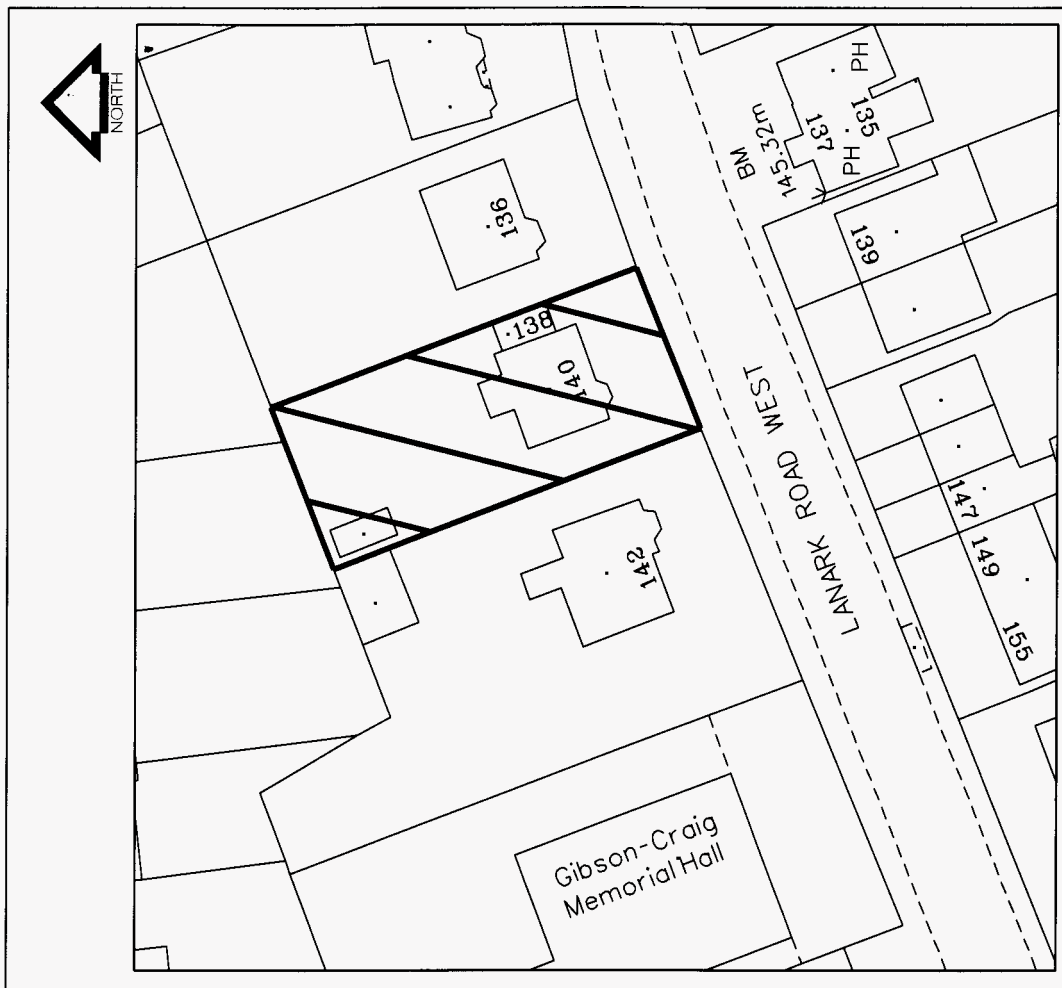 NORTH
136
138
140
142
BM
145.32m
PH
137
135
PH
139
LANARK ROAD WEST
147
149
155
L_T
Gibson-Craig
Memorial Hall